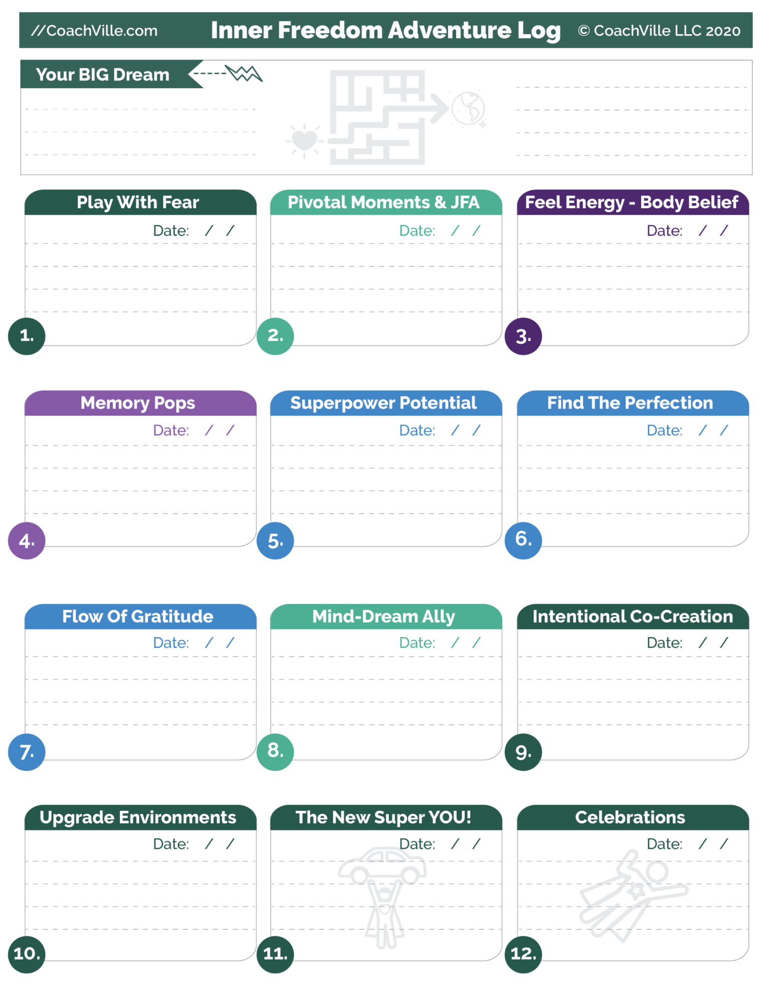 //CoachVille.com Inner Freedom Adventure Log © CoachVille LLC 2020
Your BIG Dream
Play With Fear
Date: / /
1.
Pivotal Moments & JFA
Date: / /
2.
Feel Energy - Body Belief
Date: / /
3.
Memory Pops
Date: / /
4.
Superpower Potential
Date: / /
5.
Find The Perfection
Date: / /
6.
Flow Of Gratitude
Date: / /
7.
Mind-Dream Ally
Date: / /
8.
Intentional Co-Creation
Date: / /
9.
Upgrade Environments
Date: / /
10.
The New Super YOU!
Date: / /
11.
Celebrations
Date: / /
12.